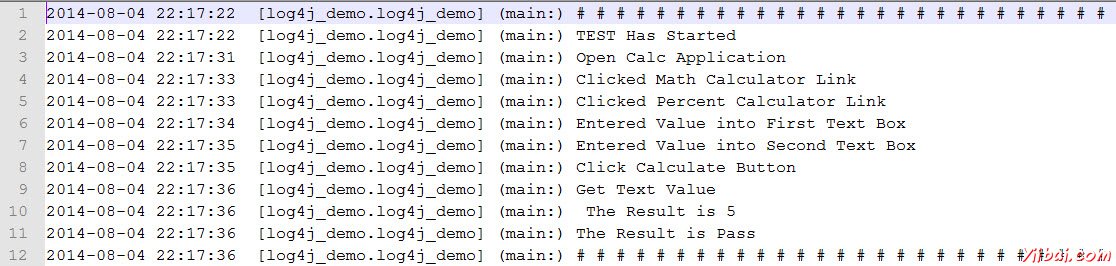 1 2014-08-04 22:17:22  [log4j_demo.log4j_demo] (main:) # # # # # # # # # # # # # # # # # # # # # # # # # # #
2 2014-08-04 22:17:22  [log4j_demo.log4j_demo] (main:) TEST Has Started
3 2014-08-04 22:17:31  [log4j_demo.log4j_demo] (main:) Open Calc Application
4 2014-08-04 22:17:33  [log4j_demo.log4j_demo] (main:) Clicked Math Calculator Link
5 2014-08-04 22:17:33  [log4j_demo.log4j_demo] (main:) Clicked Percent Calculator Link
6 2014-08-04 22:17:34  [log4j_demo.log4j_demo] (main:) Entered Value into First Text Box
7 2014-08-04 22:17:35  [log4j_demo.log4j_demo] (main:) Entered Value into Second Text Box
8 2014-08-04 22:17:35  [log4j_demo.log4j_demo] (main:) Click Calculate Button
9 2014-08-04 22:17:36  [log4j_demo.log4j_demo] (main:) Get Text Value
10 2014-08-04 22:17:36  [log4j_demo.log4j_demo] (main:)  The Result is 5
11 2014-08-04 22:17:36  [log4j_demo.log4j_demo] (main:) The Result is Pass
12 2014-08-04 22:17:36  [log4j_demo.log4j_demo] (main:) # # # # # # # # # # # # # # # # # # # # # # # #
Yiibai.com